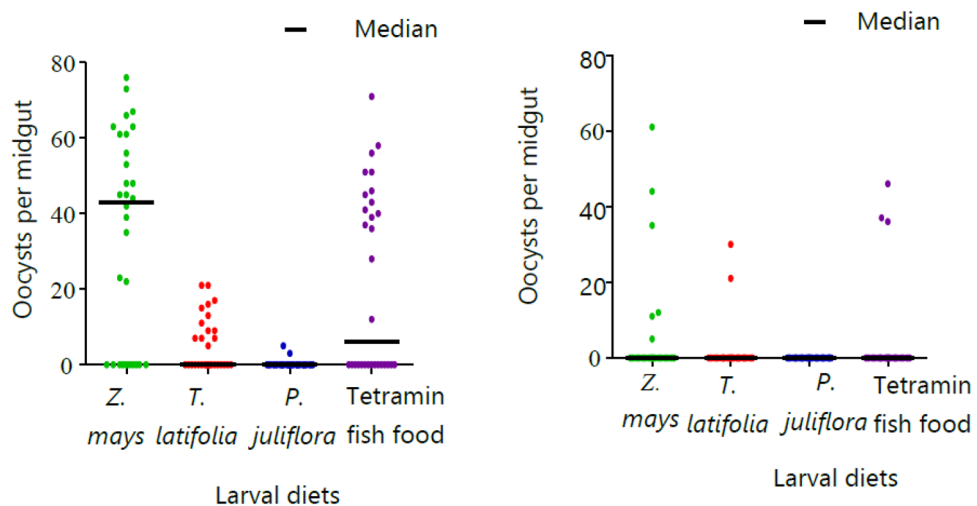 Median
Oocysts per midgut
80
60
40
20
0
Z. mays
T. latifolia
P. juliflora
Tetramin fish food
Larval diets
Median
Oocysts per midgut
80
60
40
20
0
Z. mays
T. latifolia
P. juliflora
Tetramin fish food
Larval diets